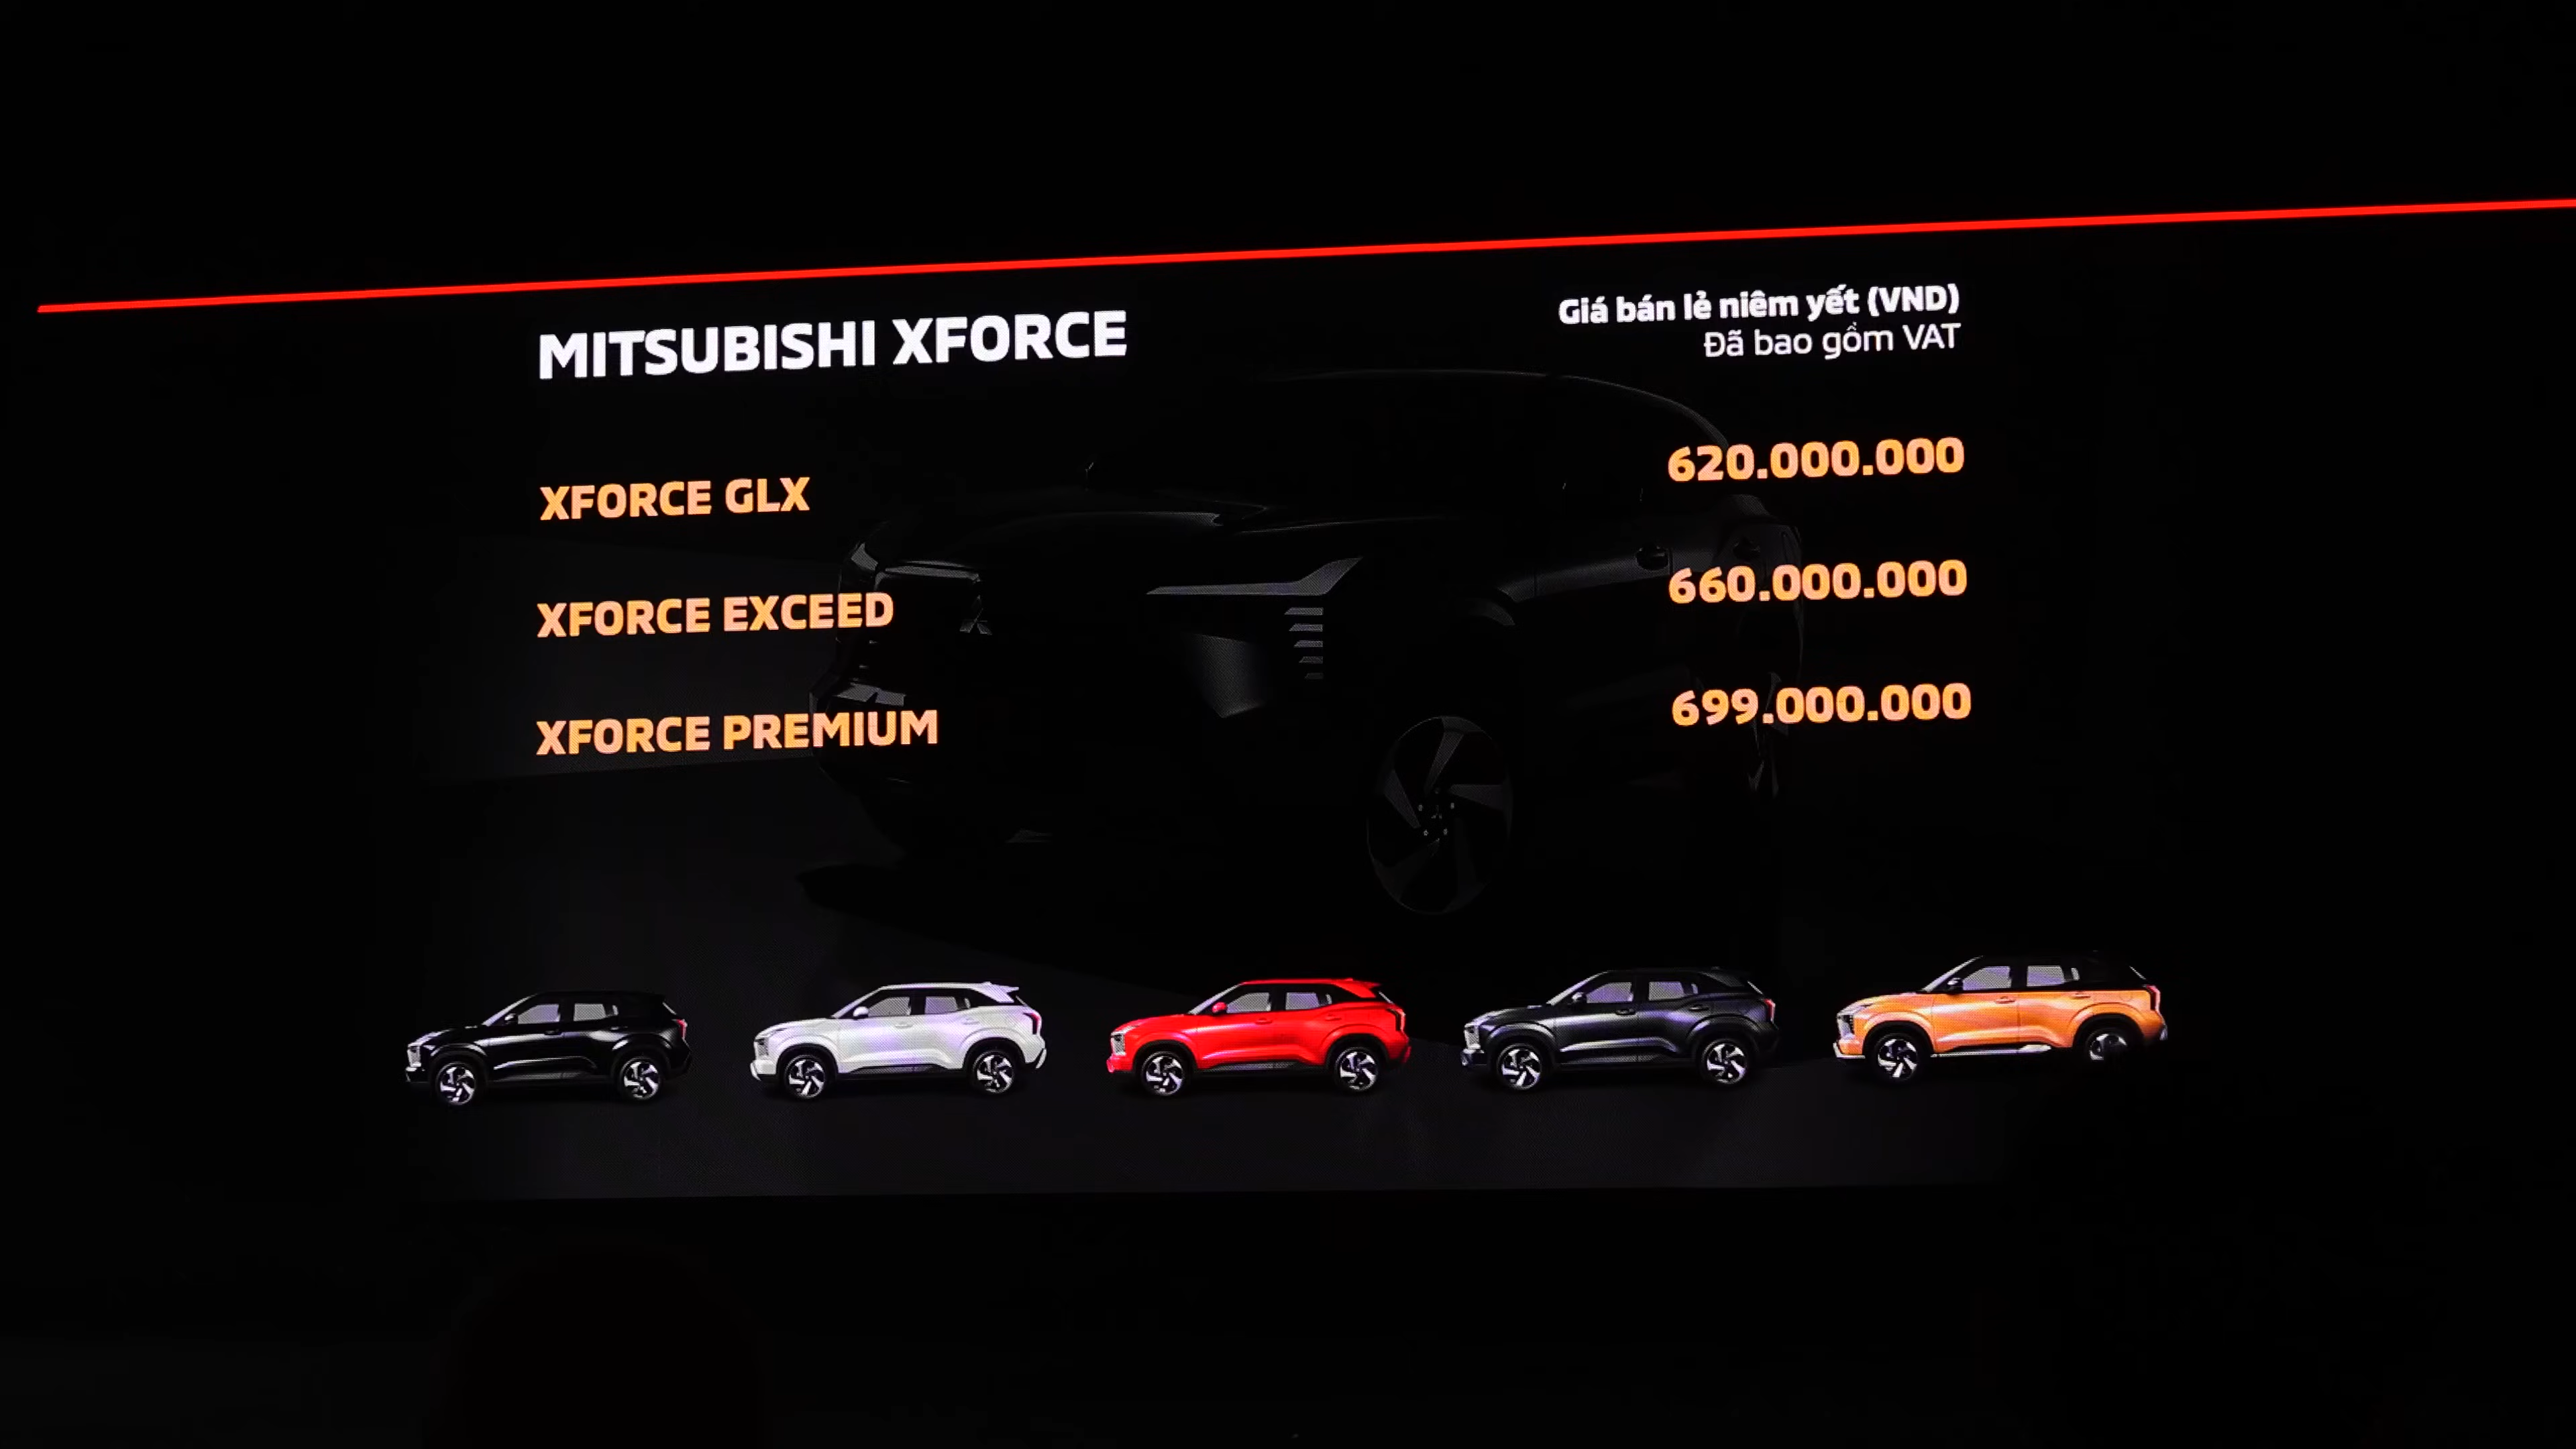 MITSUBISHI XFORCE
Giá bán lẻ niêm yết (VND)
Đã bao gồm VAT
XFORCE GLX
620.000.000
XFORCE EXCEED
660.000.000
XFORCE PREMIUM
699.000.000